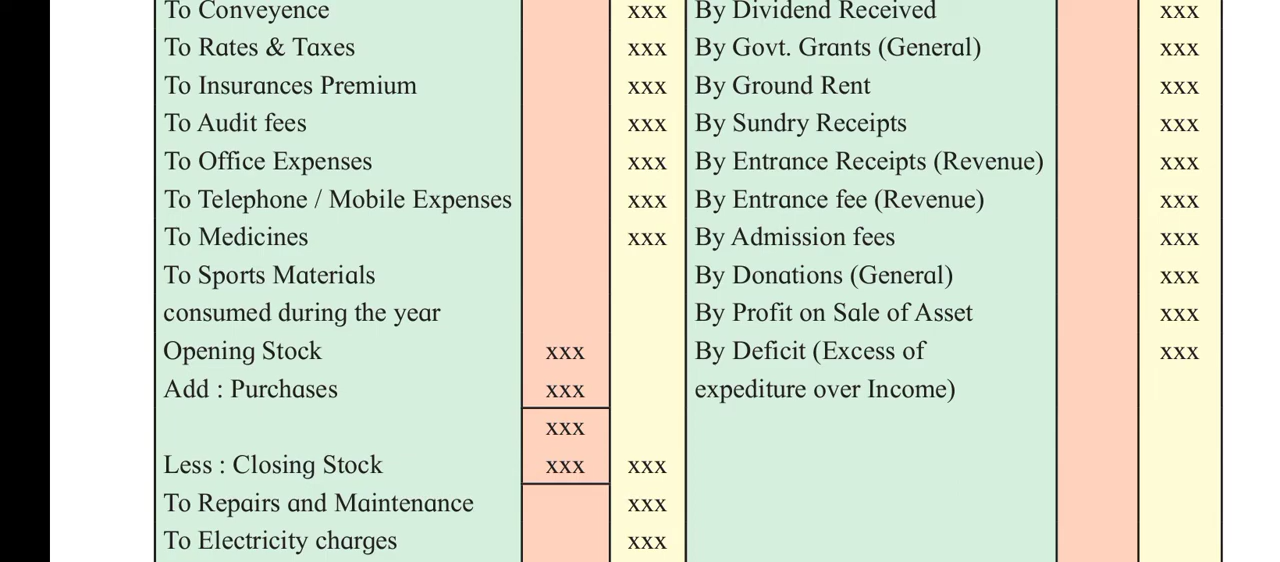 To Conveyence xxx By Dividend Received xxx
To Rates & Taxes xxx By Govt. Grants (General) xxx
To Insurances Premium xxx By Ground Rent xxx
To Audit fees xxx By Sundry Receipts xxx
To Office Expenses xxx By Entrance Receipts (Revenue) xxx
To Telephone / Mobile Expenses xxx By Entrance fee (Revenue) xxx
To Medicines xxx By Admission fees xxx
To Sports Materials By Donations (General) xxx
consumed during the year By Profit on Sale of Asset xxx
Opening Stock xxx By Deficit (Excess of xxx
Add : Purchases xxx expediture over Income)
xxx
Less : Closing Stock xxx xxx
To Repairs and Maintenance xxx
To Electricity charges xxx